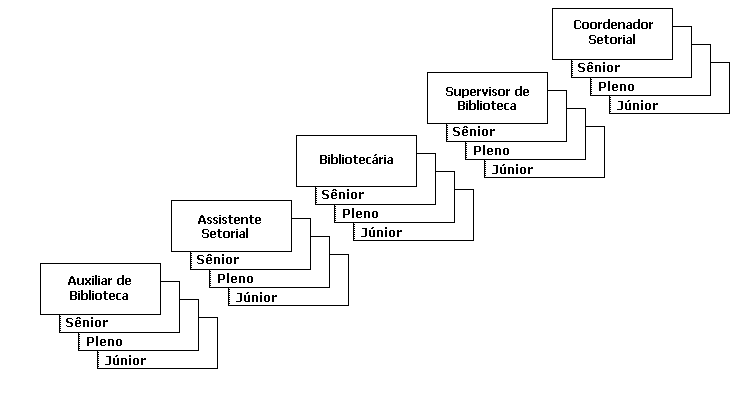 Coordenador
Setorial
Sênior
Pleno
Júnior
Supervisor de
Biblioteca
Sênior
Pleno
Júnior
Bibliotecária
Sênior
Pleno
Júnior
Assistente
Setorial
Sênior
Pleno
Júnior
Auxiliar de
Biblioteca
Sênior
Pleno
Júnior